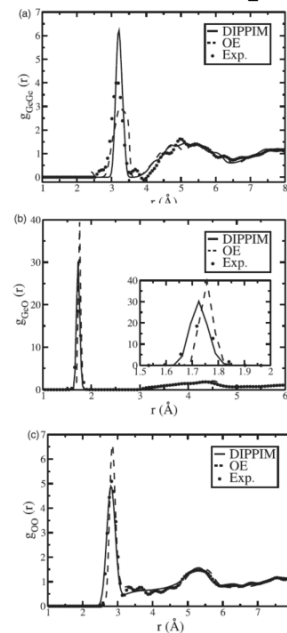 (a)
7
6
5
4
3
2
1
0
g_GeGe (r)
DIPPIM
OE
Exp.
1 2 3 4 5 6 7 8
r (Å)
(b)
40
30
20
10
0
g_GeO (r)
DIPPIM
OE
Exp.
40
30
20
10
0
1.5 1.6 1.7 1.8 1.9 2
1 2 3 4 5 6
r (Å)
(c)
7
6
5
4
3
2
1
0
g_OO (r)
DIPPIM
OE
Exp.
1 2 3 4 5 6 7
r (Å)